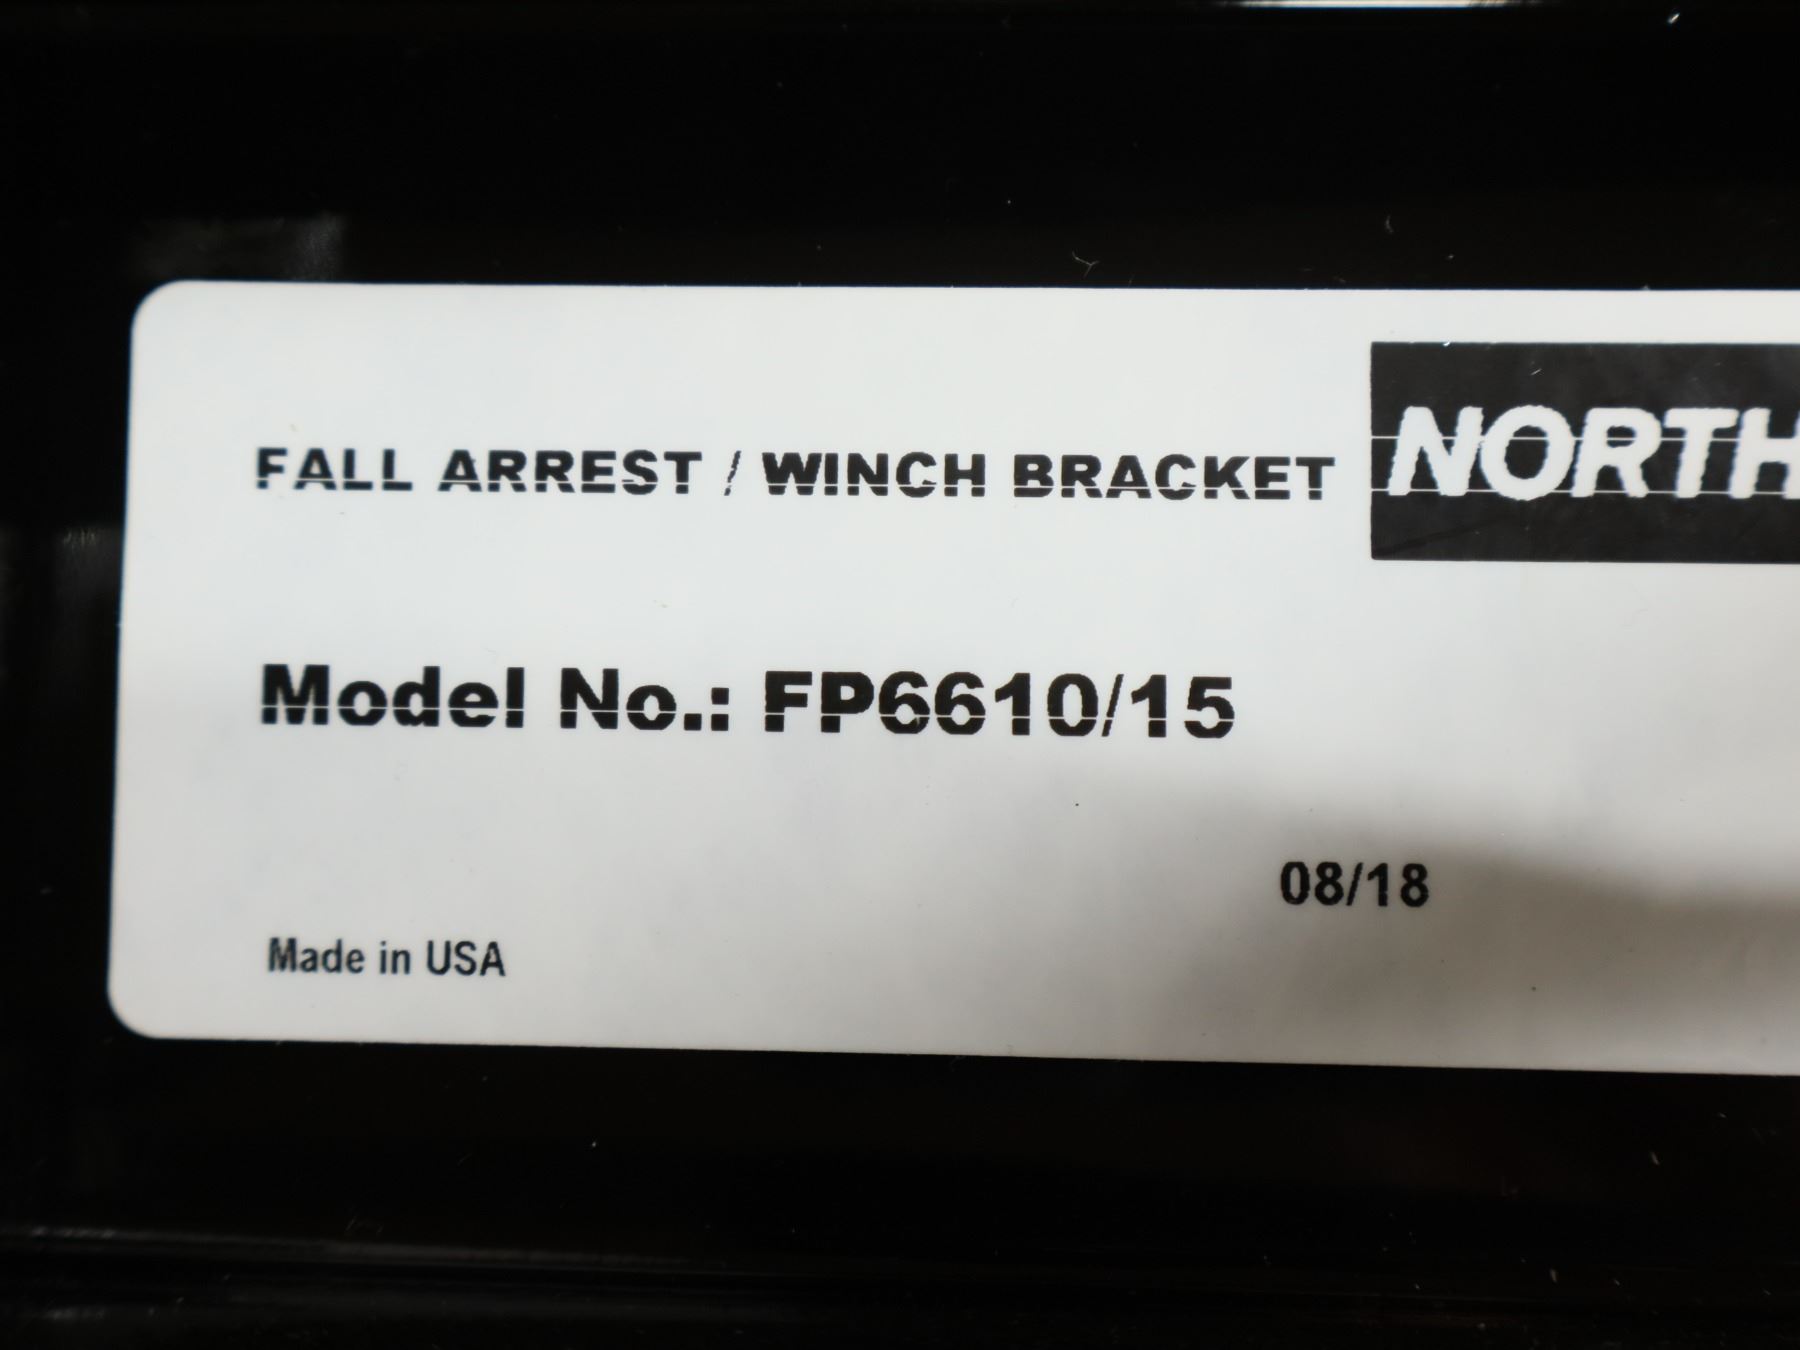 FALL ARREST / WINCH BRACKET NORTH
Model No.: FP6610/15
08/18
Made in USA